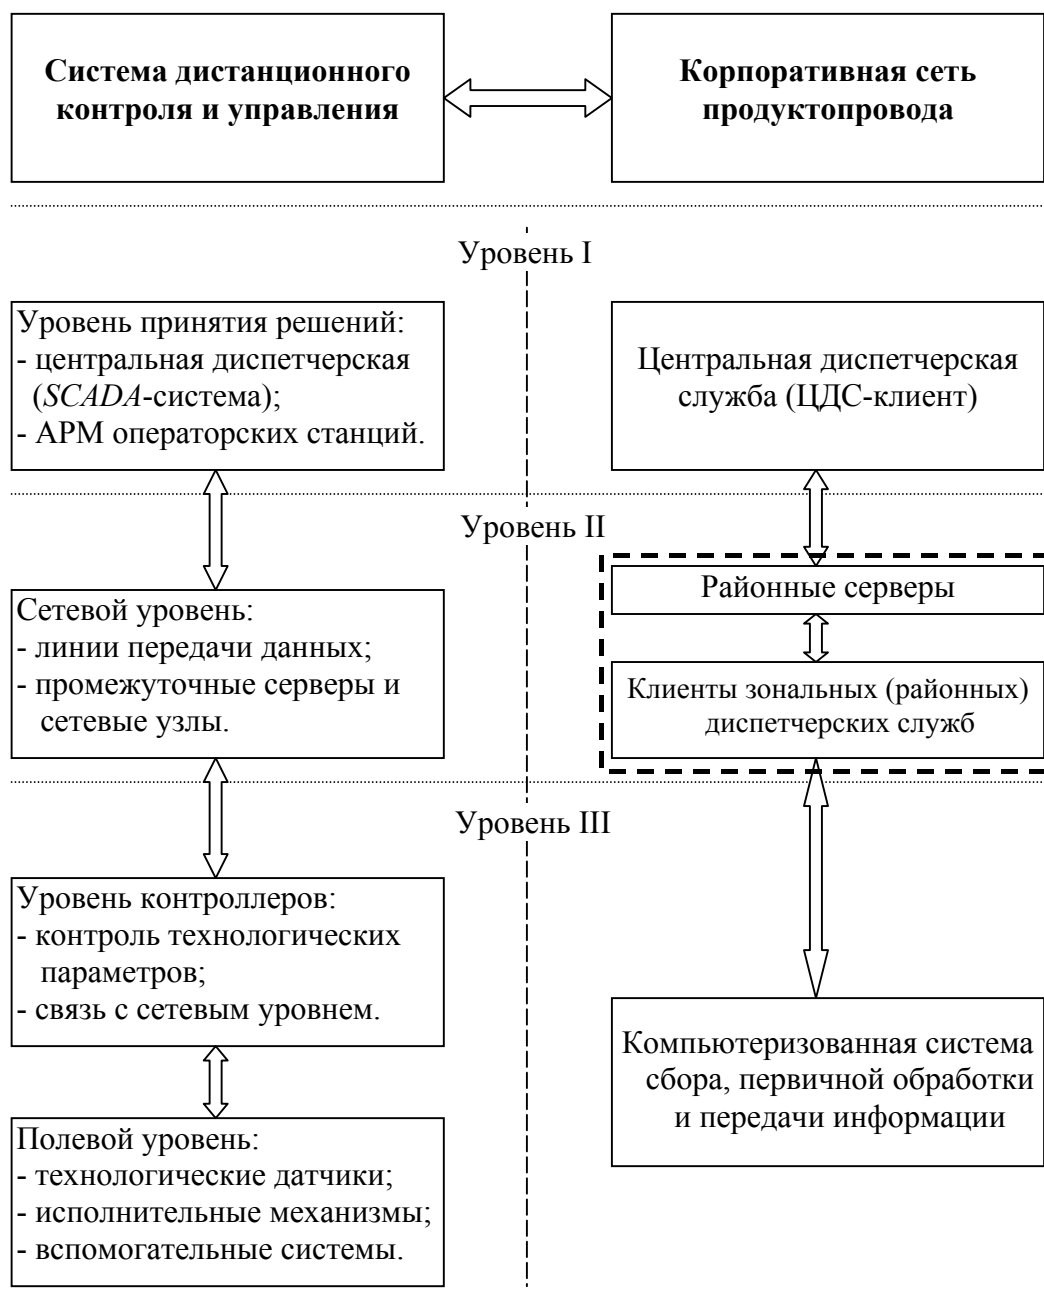 Система дистанционного
контроля и управления
Корпоративная сеть
продуктопровода
Уровень I
Уровень принятия решений:
- центральная диспетчерская
(SCADA-система);
- АРМ операторских станций.
Центральная диспетчерская
служба (ЦДС-клиент)
Уровень II
Сетевой уровень:
- линии передачи данных;
- промежуточные серверы и
сетевые узлы.
Районные серверы
Клиенты зональных (районных)
диспетчерских служб
Уровень III
Уровень контроллеров:
- контроль технологических
параметров;
- связь с сетевым уровнем.
Компьютеризованная система
сбора, первичной обработки
и передачи информации
Полевой уровень:
- технологические датчики;
- исполнительные механизмы;
- вспомогательные системы.